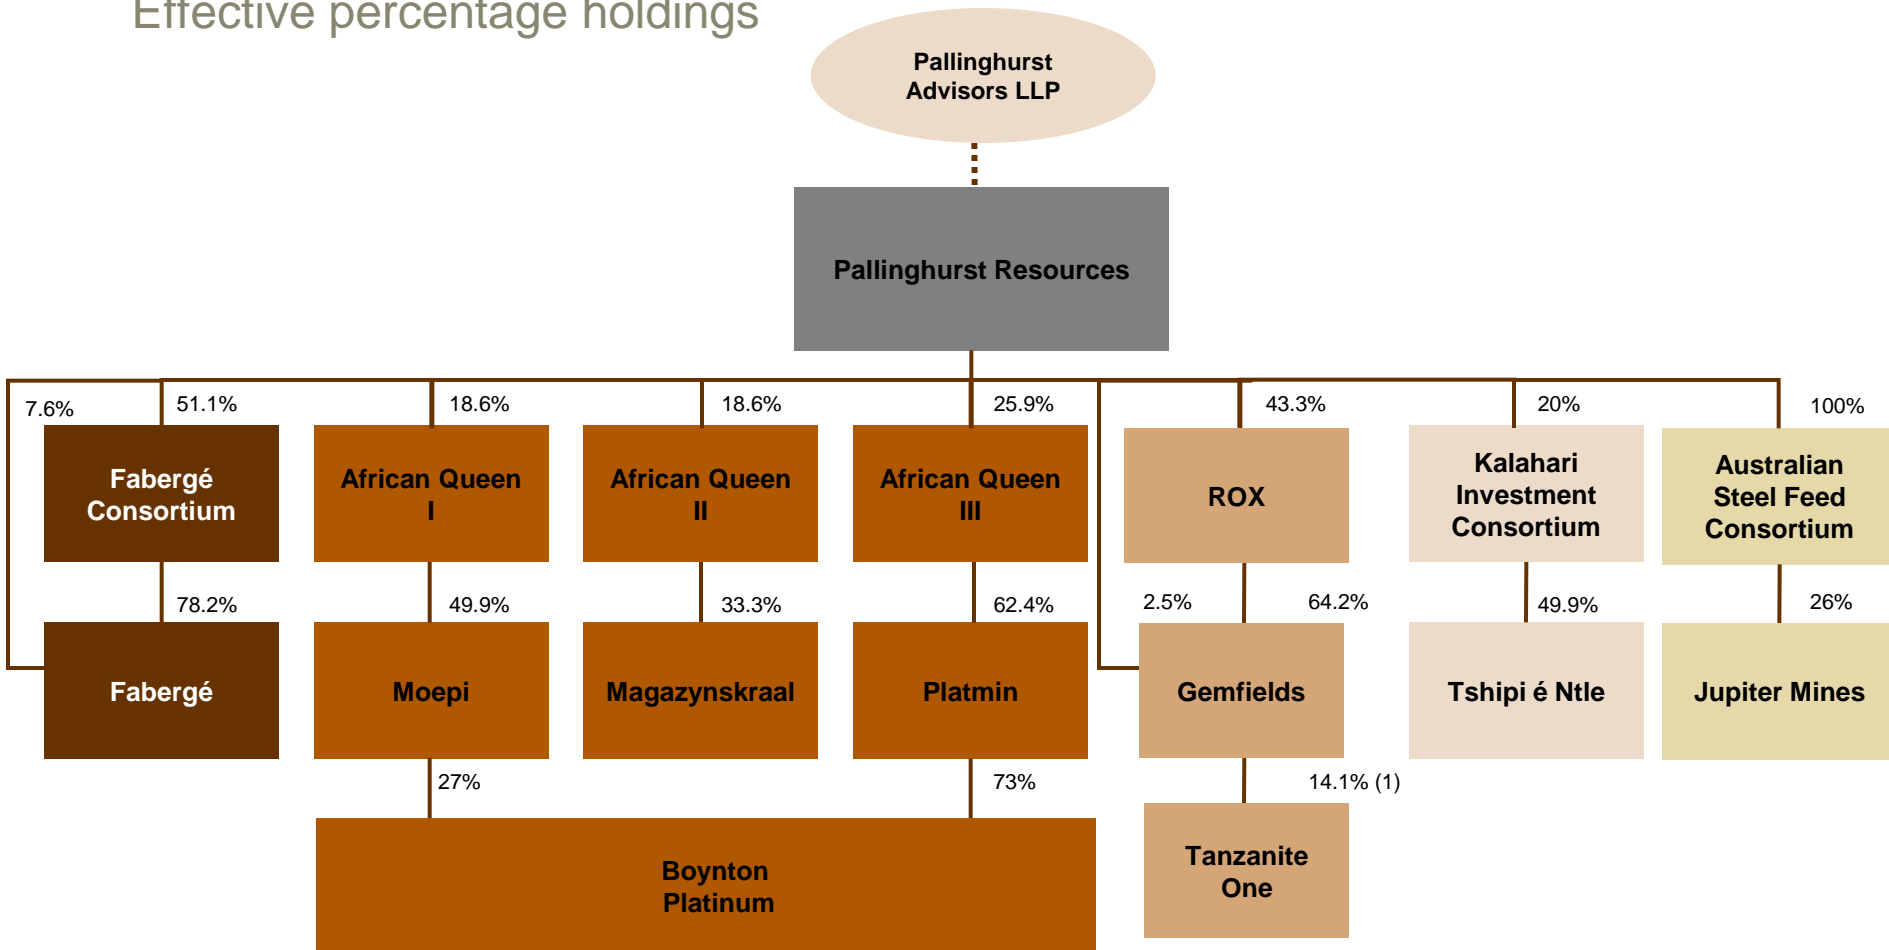 Effective percentage holdings
Pallinghurst
Advisors LLP
Pallinghurst Resources
7.6%
51.1%
18.6%
18.6%
25.9%
43.3%
20%
100%
Fabergé
Consortium
African Queen
I
African Queen
II
African Queen
III
ROX
Kalahari
Investment
Consortium
Australian
Steel Feed
Consortium
78.2%
49.9%
33.3%
62.4%
2.5%
64.2%
49.9%
26%
Fabergé
Moepi
Magazynskraal
Platmin
Gemfields
Tshipi é Ntle
Jupiter Mines
27%
73%
14.1% (1)
Boynton
Platinum
Tanzanite
One